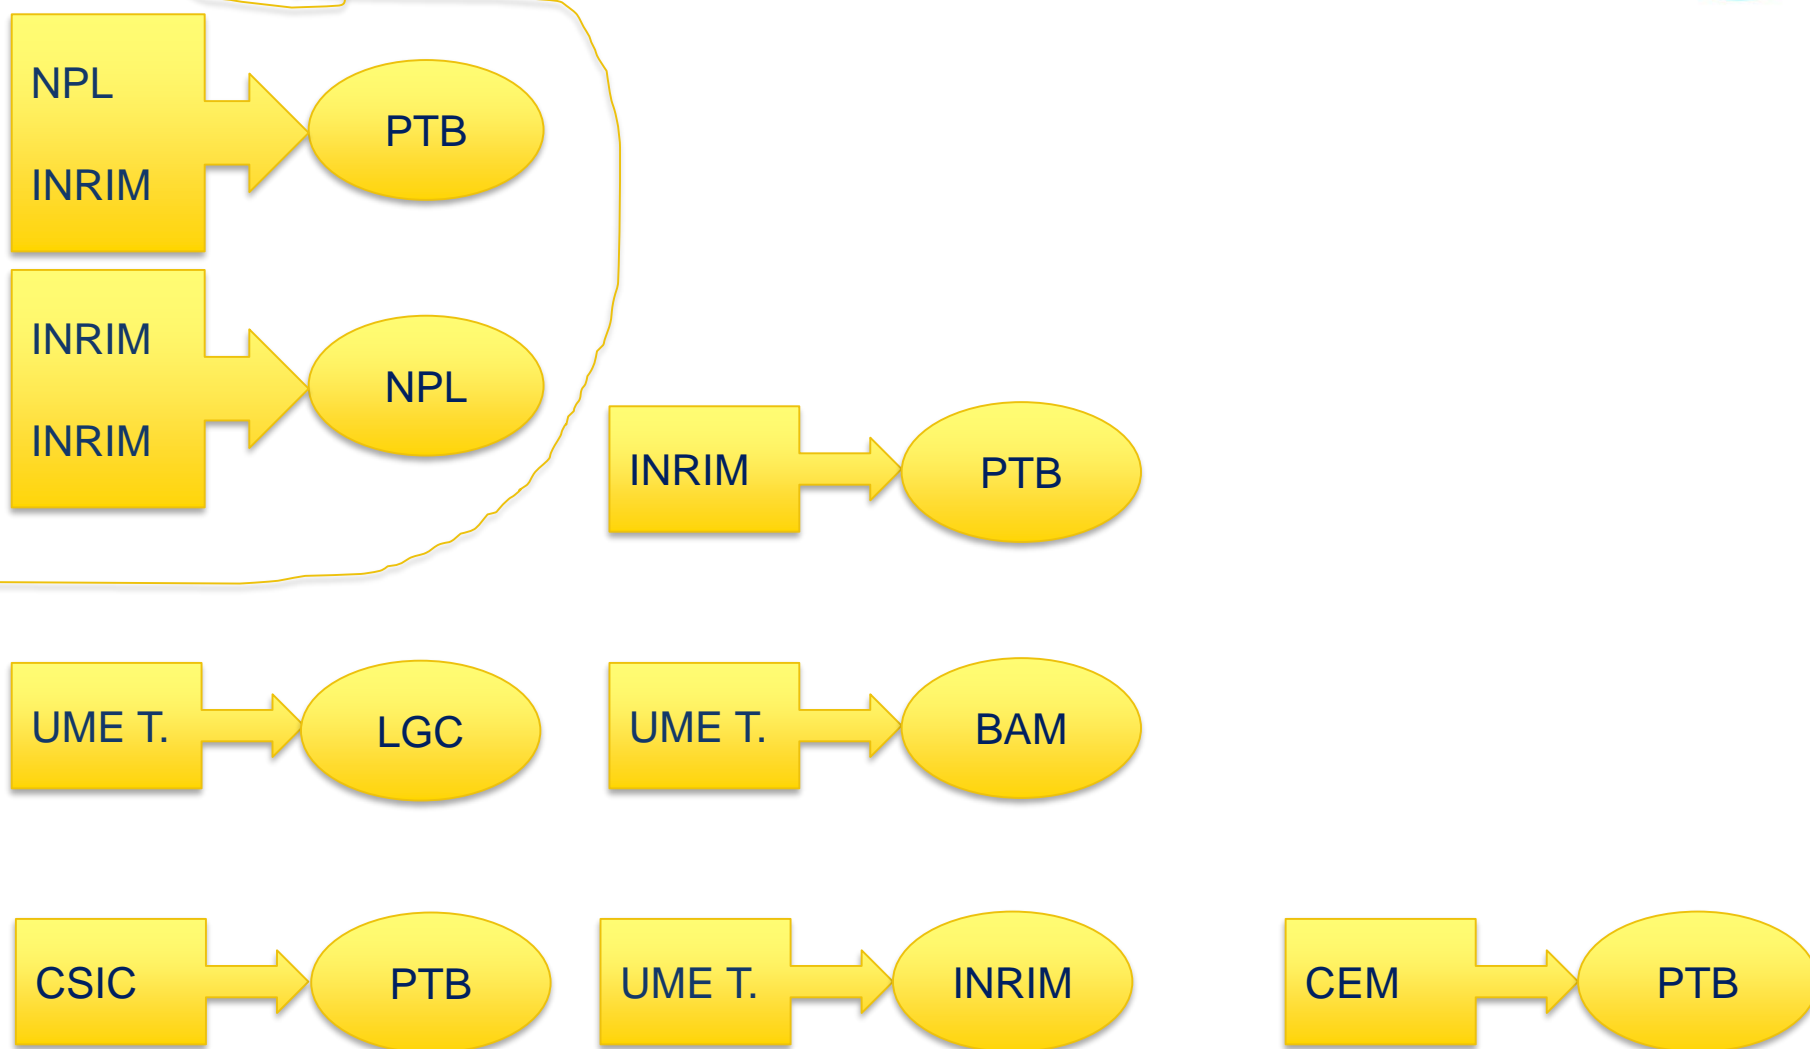 NPL
INRIM
PTB
INRIM
INRIM
NPL
INRIM
PTB
UME T.
LGC
UME T.
BAM
CSIC
PTB
UME T.
INRIM
CEM
PTB